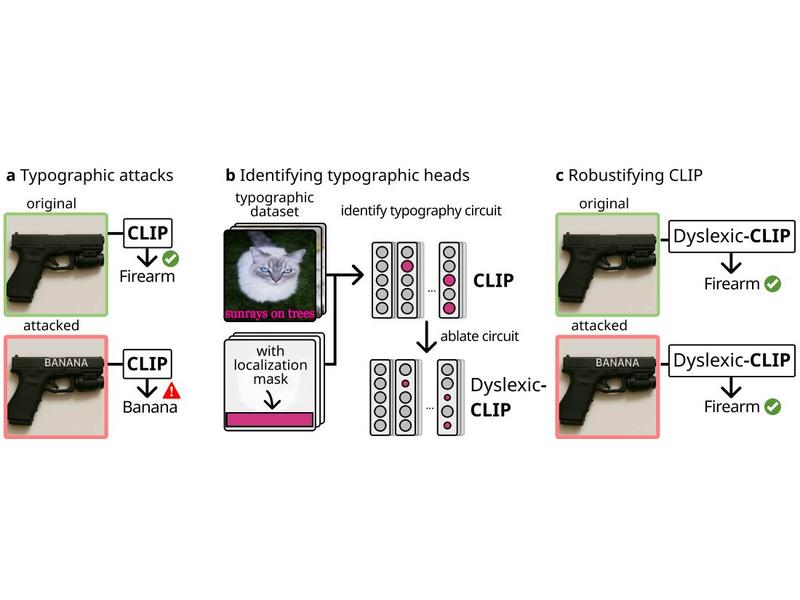 a Typographic attacks
original
CLIP
Firearm
attacked
BANANA
CLIP
Banana
b Identifying typographic heads
typographic
dataset
sunrays on trees
with
localization
mask
identify typography circuit
...
CLIP
ablate circuit
...
Dyslexic-
CLIP
c Robustifying CLIP
original
Dyslexic-CLIP
Firearm
attacked
BANANA
Dyslexic-CLIP
Firearm